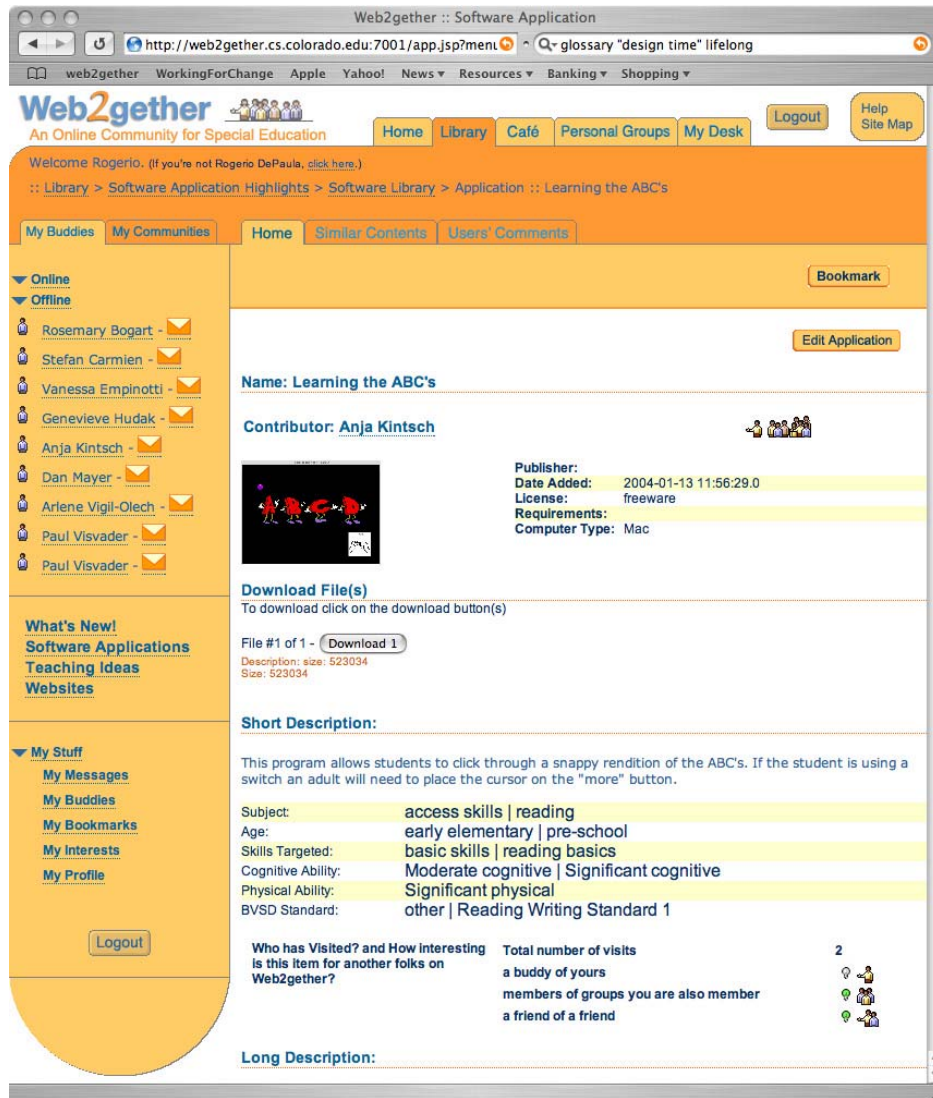 Web2gether :: Software Application
http://web2gether.cs.colorado.edu:7001/app.jsp?menu
glossary "design time" lifelong
web2gether WorkingForChange Apple Yahoo! News Resources Banking Shopping
Web2gether
An Online Community for Special Education
Home Library Café Personal Groups My Desk
Logout
Help
Site Map
Welcome Rogerio. (If you're not Rogerio DePaula, click here.)
:: Library > Software Application Highlights > Software Library > Application :: Learning the ABC's
My Buddies My Communities
Home Similar Contents Users' Comments
Online
Offline
Rosemary Bogart -
Stefan Carmien -
Vanessa Empinotti -
Genevieve Hudak -
Anja Kintsch -
Dan Mayer -
Arlene Vigil-Olech -
Paul Visvader -
Paul Visvader -
What's New!
Software Applications
Teaching Ideas
Websites
My Stuff
My Messages
My Buddies
My Bookmarks
My Interests
My Profile
Logout
Bookmark
Edit Application
Name: Learning the ABC's
Contributor: Anja Kintsch
A B C D
Publisher:
Date Added: 2004-01-13 11:56:29.0
License: freeware
Requirements:
Computer Type: Mac
Download File(s)
To download click on the download button(s)
File #1 of 1 - Download 1
Description: size: 523034
Size: 523034
Short Description:
This program allows students to click through a snappy rendition of the ABC's. If the student is using a
switch an adult will need to place the cursor on the "more" button.
Subject: access skills | reading
Age: early elementary | pre-school
Skills Targeted: basic skills | reading basics
Cognitive Ability: Moderate cognitive | Significant cognitive
Physical Ability: Significant physical
BVSD Standard: other | Reading Writing Standard 1
Who has Visited? and How interesting
is this item for another folks on
Web2gether?
Total number of visits 2
a buddy of yours
members of groups you are also member
a friend of a friend
Long Description: